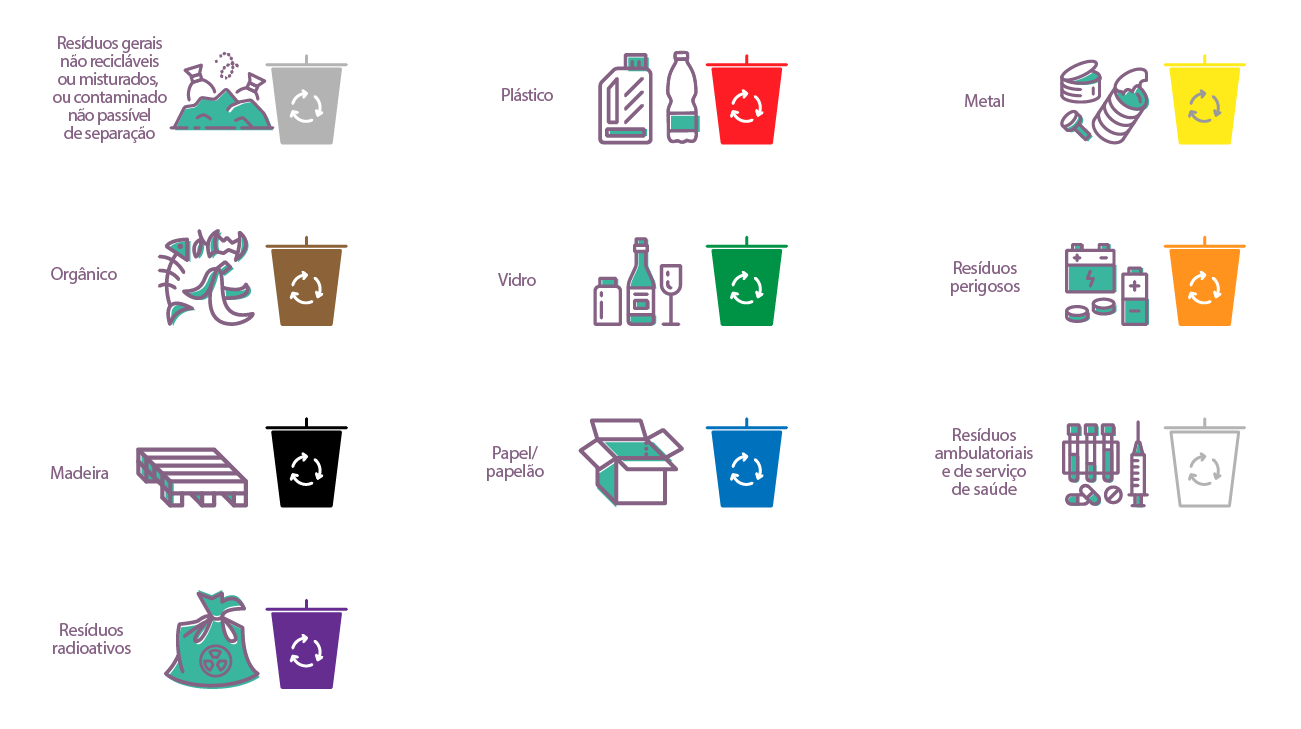 Resíduos gerais
não recicláveis
ou misturados,
ou contaminado
não passível
de separação
Plástico
Metal
Orgânico
Vidro
Resíduos
perigosos
Madeira
Papel/
papelão
Resíduos
ambulatoriais
e de serviço
de saúde
Resíduos
radioativos